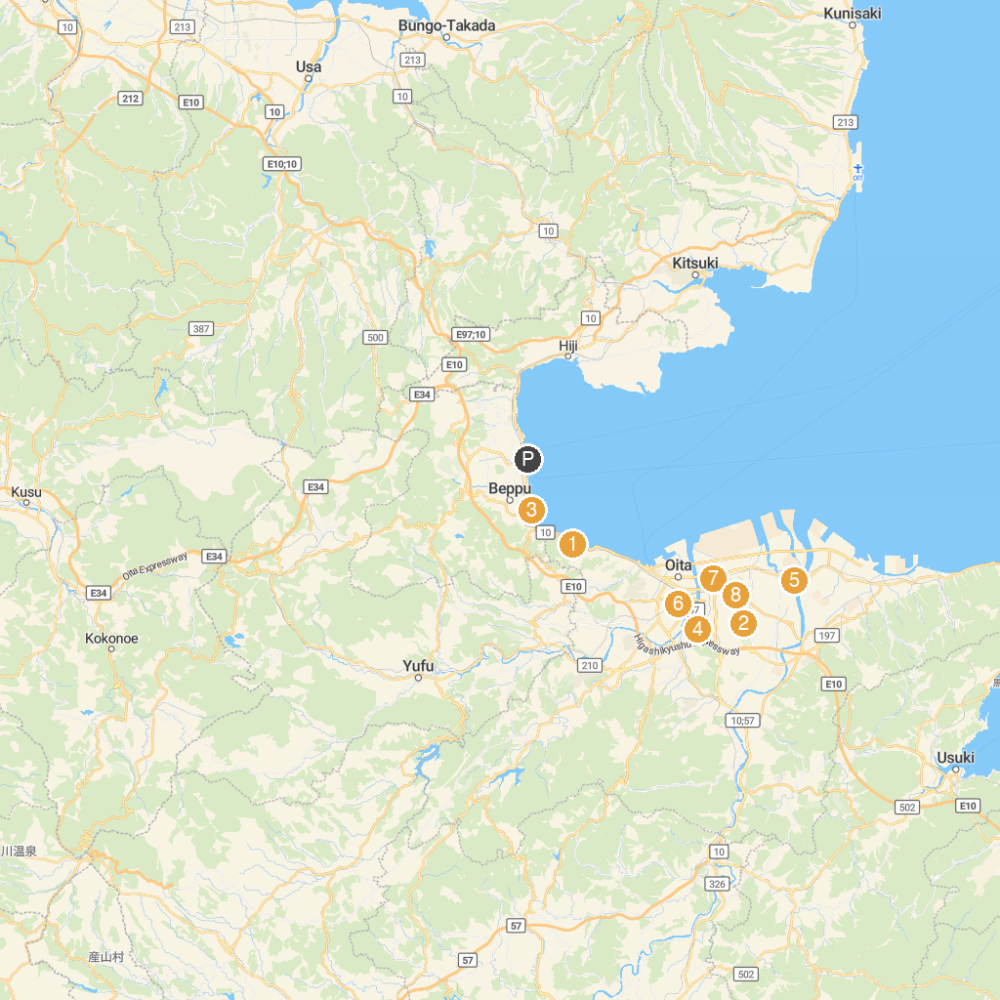 Kunisaki
10
213
Bungo-Takada
213
Usa
10
212
E10
10
213
E10;10
OIT
10
Kitsuki
10
387
500
E97;10
Hiji
E10
E34
P
Beppu
E34
3
Kusu
10
1
Oita Expressway
E34
Oita
7
5
E10
E34
8
6
57
4
2
197
Kokonoe
Higashikyushu
pessway
210
Yufu
E10
10;57
Usuki
502
E10
川温泉
10
326
57
産山村
57
502